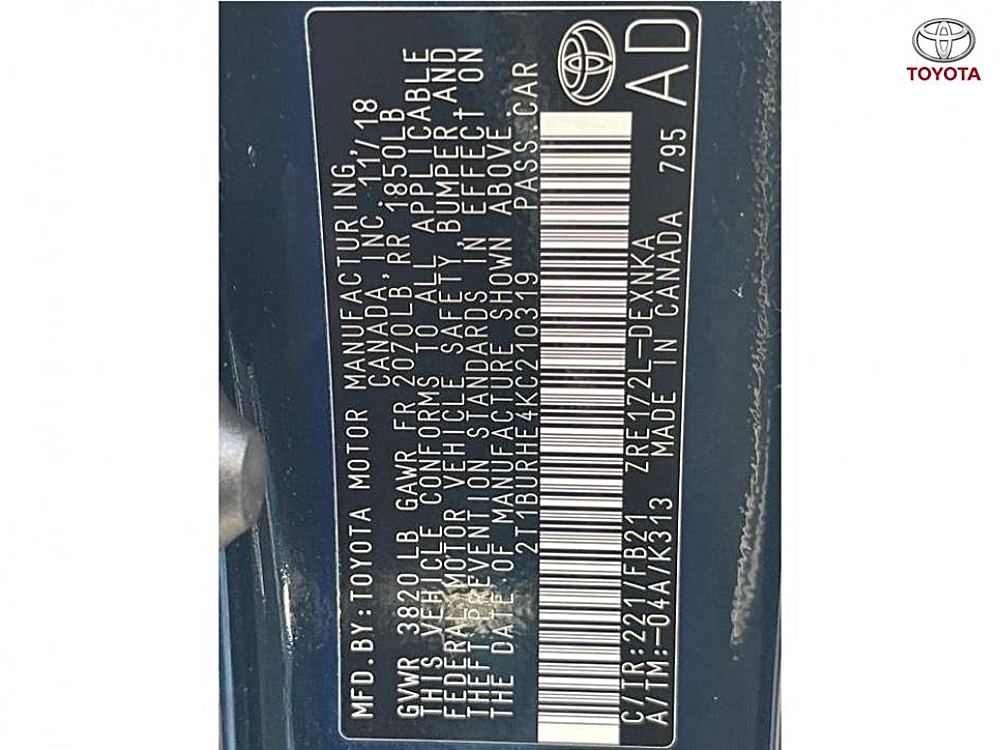 MFD.BY:TOYOTA MOTOR MANUFACTURING,
CANADA, INC. 11/18
GVWR 3820 LB GAWR FR 2070LB RR 1850LB
THIS VEHICLE CONFORMS TO ALL APPLICABLE
FEDERAL MOTOR VEHICLE SAFETY, BUMPER AND
THEFT PREVENTION STANDARDS IN EFFECT ON
THE DATE OF MANUFACTURE SHOWN ABOVE.
2T1BURHE4KC210319 PASS.CAR
C/TR:221/FB21 ZRE172L-DEXNKA
A/TM:-04A/K313 MADE IN CANADA 795
AD
TOYOTA